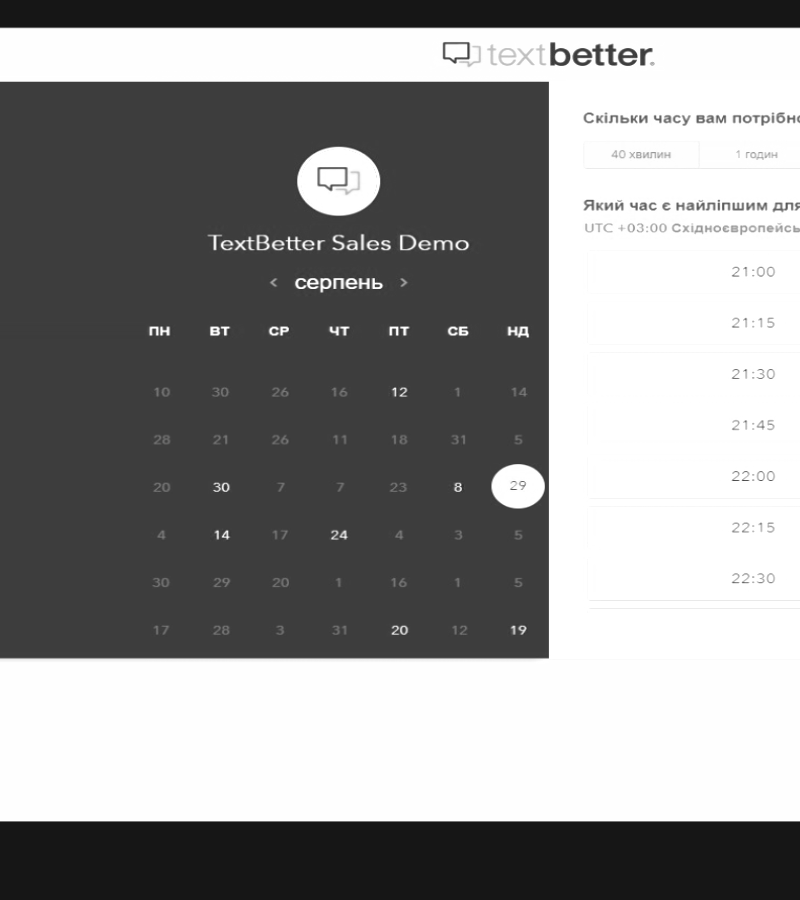 textbetter.
TextBetter Sales Demo
< серпень >
ПН ВТ СР ЧТ ПТ СБ НД
10 30 26 16 12 1 14
28 21 26 11 18 31 5
20 30 7 7 23 8 29
4 14 17 24 4 3 5
30 29 20 1 16 1 5
17 28 3 31 20 12 19
Скільки часу вам потрібно
40 хвилин 1 годин
Який час є найліпшим для
UTC +03:00 Східноєвропейсь
21:00
21:15
21:30
21:45
22:00
22:15
22:30